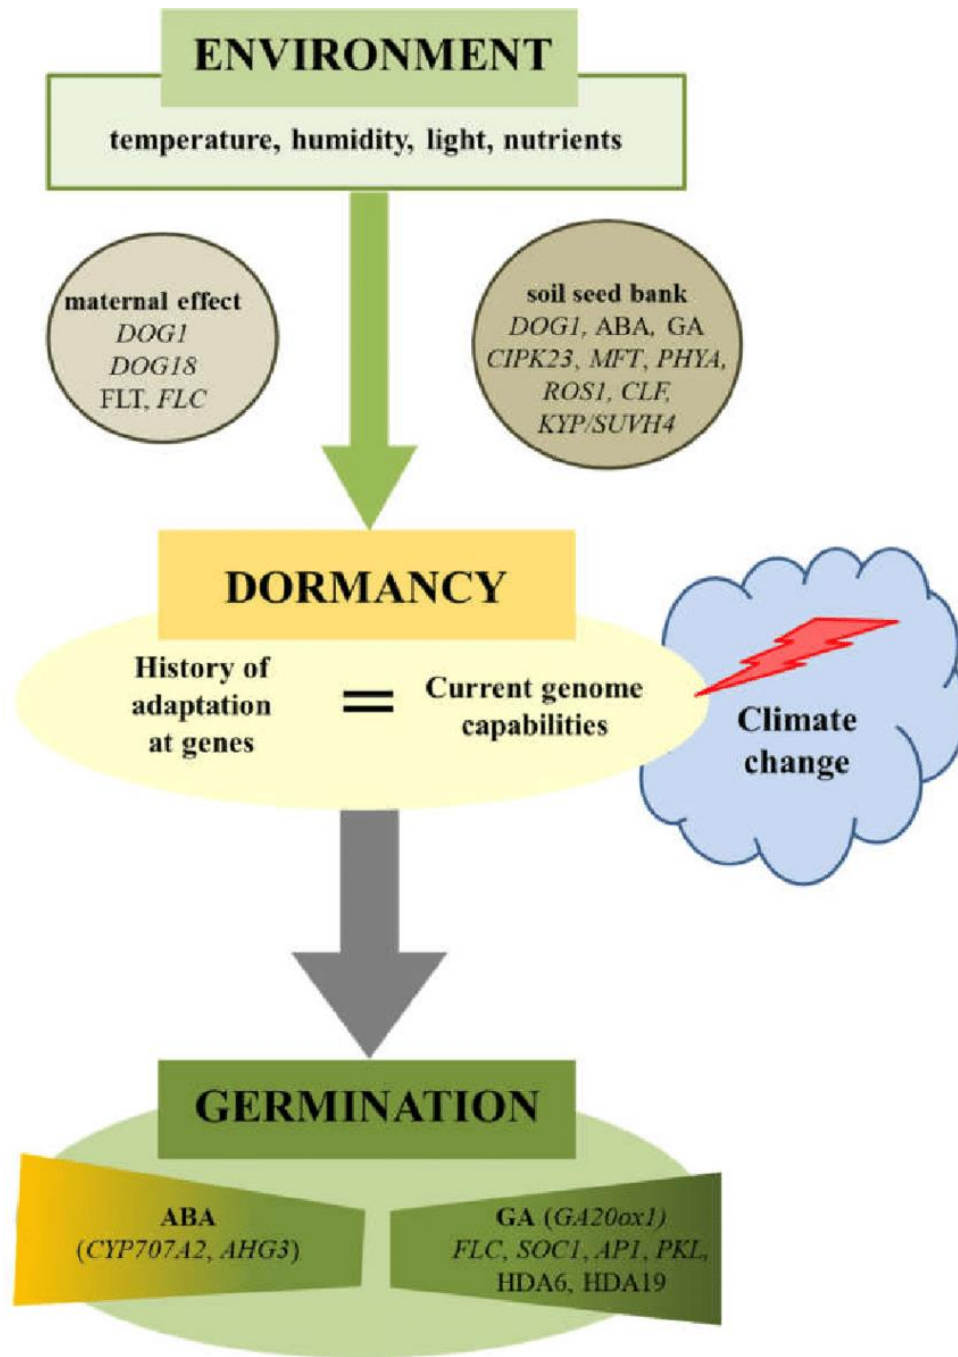 ENVIRONMENT
temperature, humidity, light, nutrients
maternal effect
DOG1
DOG18
FLT, FLC
soil seed bank
DOG1, ABA, GA
CIPK23, MFT, PHYA,
ROS1, CLF,
KYP/SUVH4
DORMANCY
History of
adaptation
at genes
=
Current genome
capabilities
Climate
change
GERMINATION
ABA
(CYP707A2, AHG3)
GA (GA20ox1)
FLC, SOC1, AP1, PKL,
HDA6, HDA19